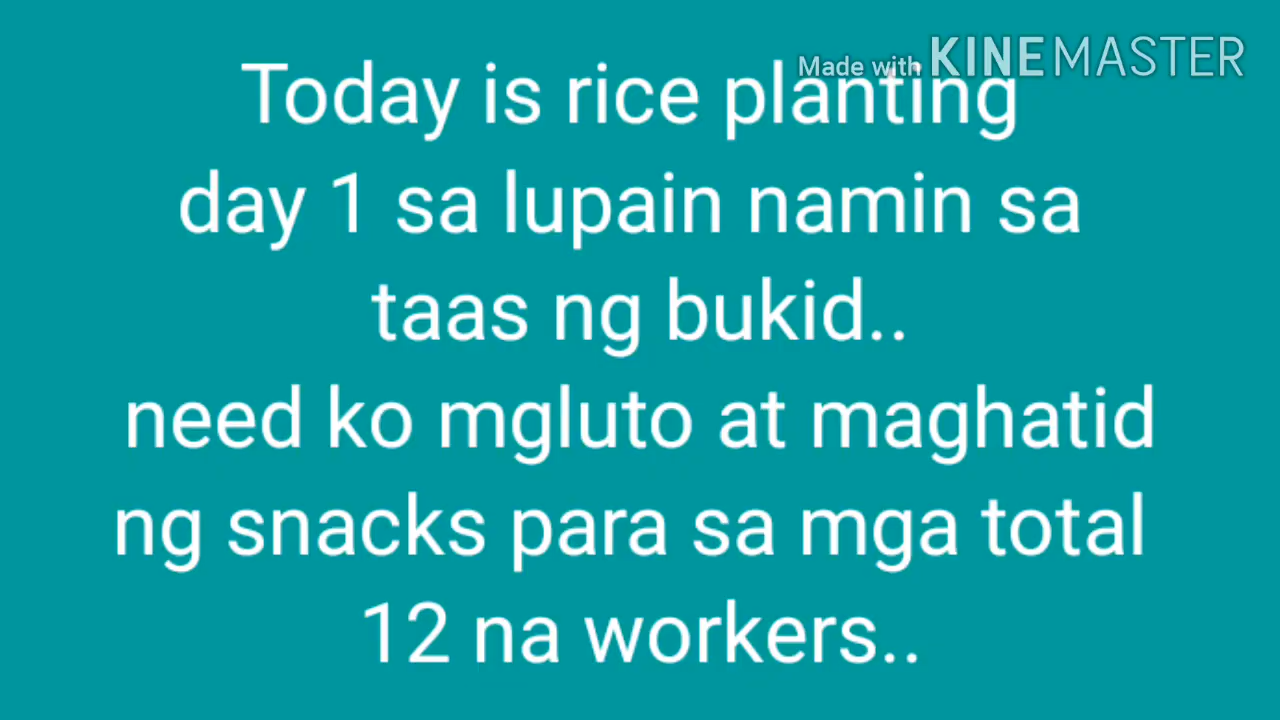 Made with KINEMASTER
Today is rice planting
day 1 sa lupain namin sa
taas ng bukid..
need ko mgluto at maghatid
ng snacks para sa mga total
12 na workers..